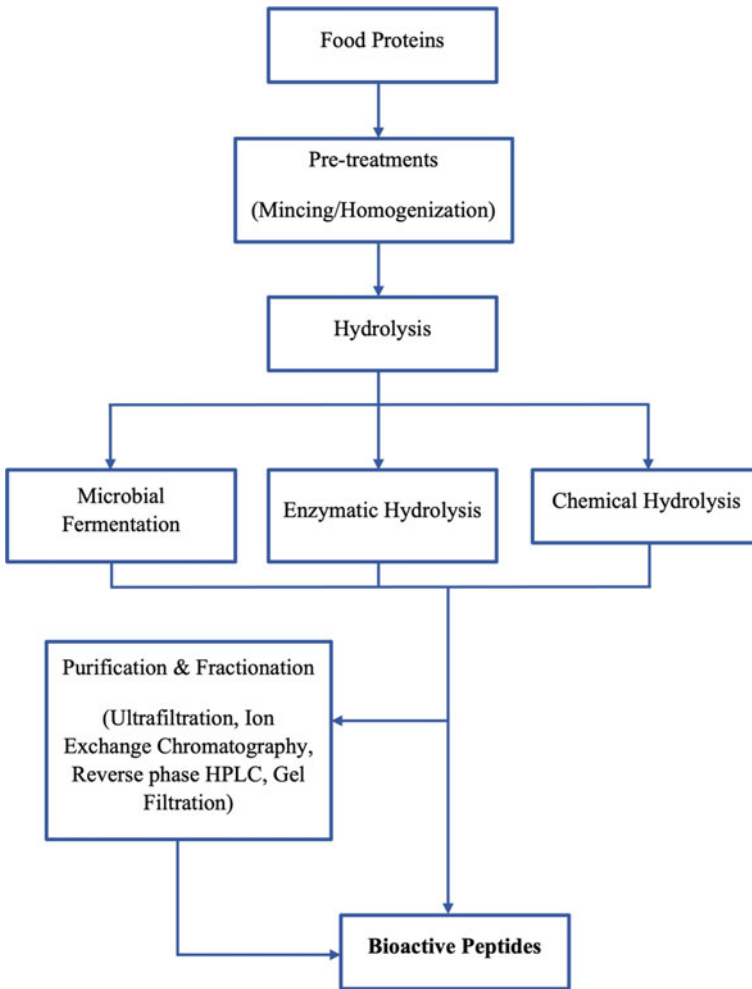 Food Proteins
Pre-treatments
(Mincing/Homogenization)
Hydrolysis
Microbial
Fermentation
Enzymatic Hydrolysis
Chemical Hydrolysis
Purification & Fractionation
(Ultrafiltration, Ion
Exchange Chromatography,
Reverse phase HPLC, Gel
Filtration)
Bioactive Peptides